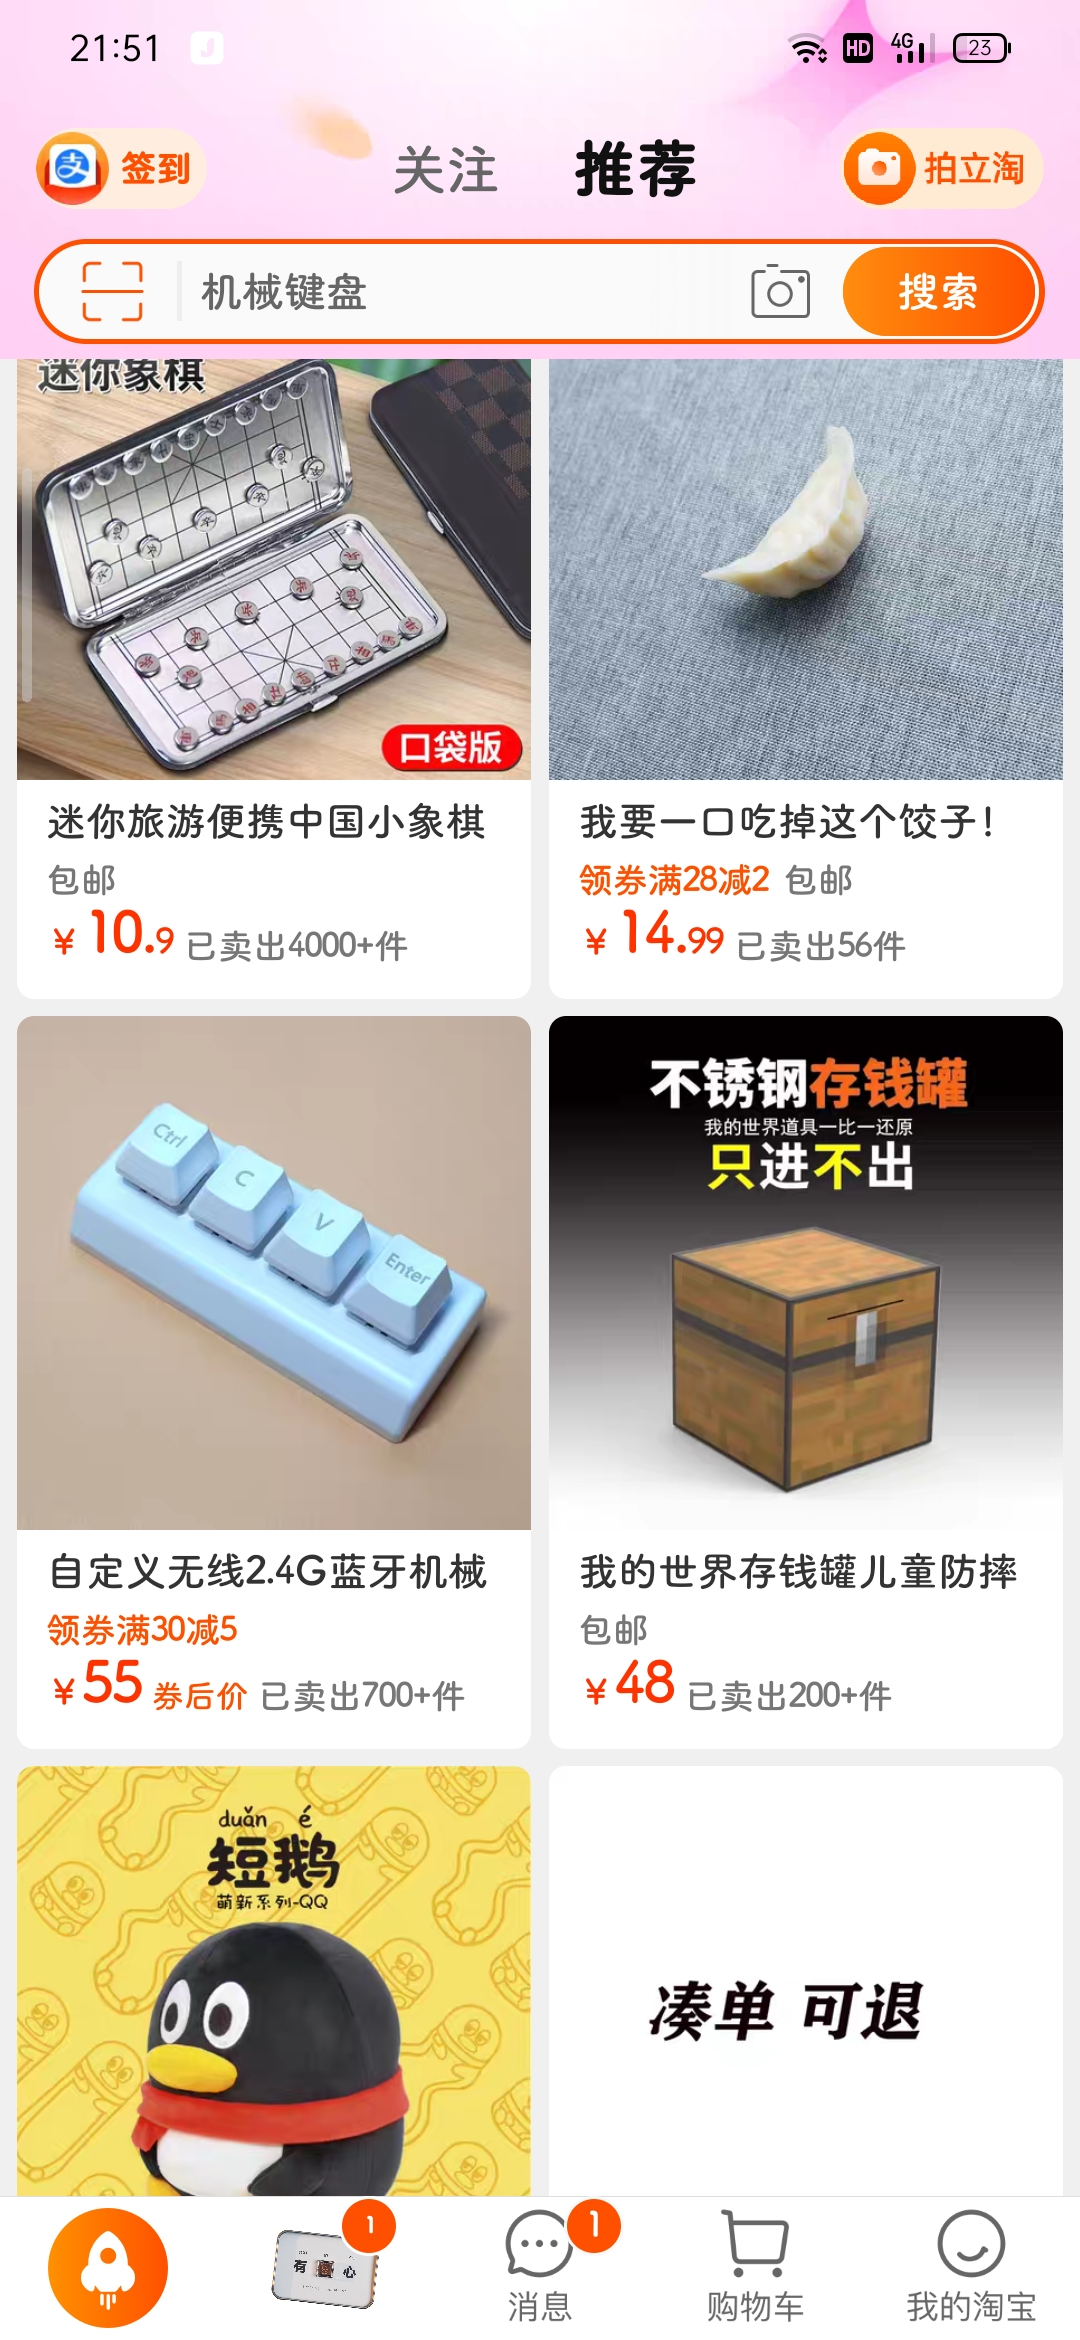 21:51
HD
4G
23
签到
关注
推荐
拍立淘
机械键盘
搜索
迷你象棋
口袋版
迷你旅游便携中国小象棋
包邮
¥ 10.9 已卖出4000+件
我要一口吃掉这个饺子！
领券满28减2 包邮
¥ 14.99 已卖出56件
Ctrl
C
V
Enter
自定义无线2.4G蓝牙机械
领券满30减5
¥55 券后价 已卖出700+件
不锈钢存钱罐
我的世界道具一比一还原
只进不出
我的世界存钱罐儿童防摔
包邮
¥48 已卖出200+件
duǎn é
短鹅
萌新系列-QQ
凑单 可退
1
有 心
1
消息
购物车
我的淘宝